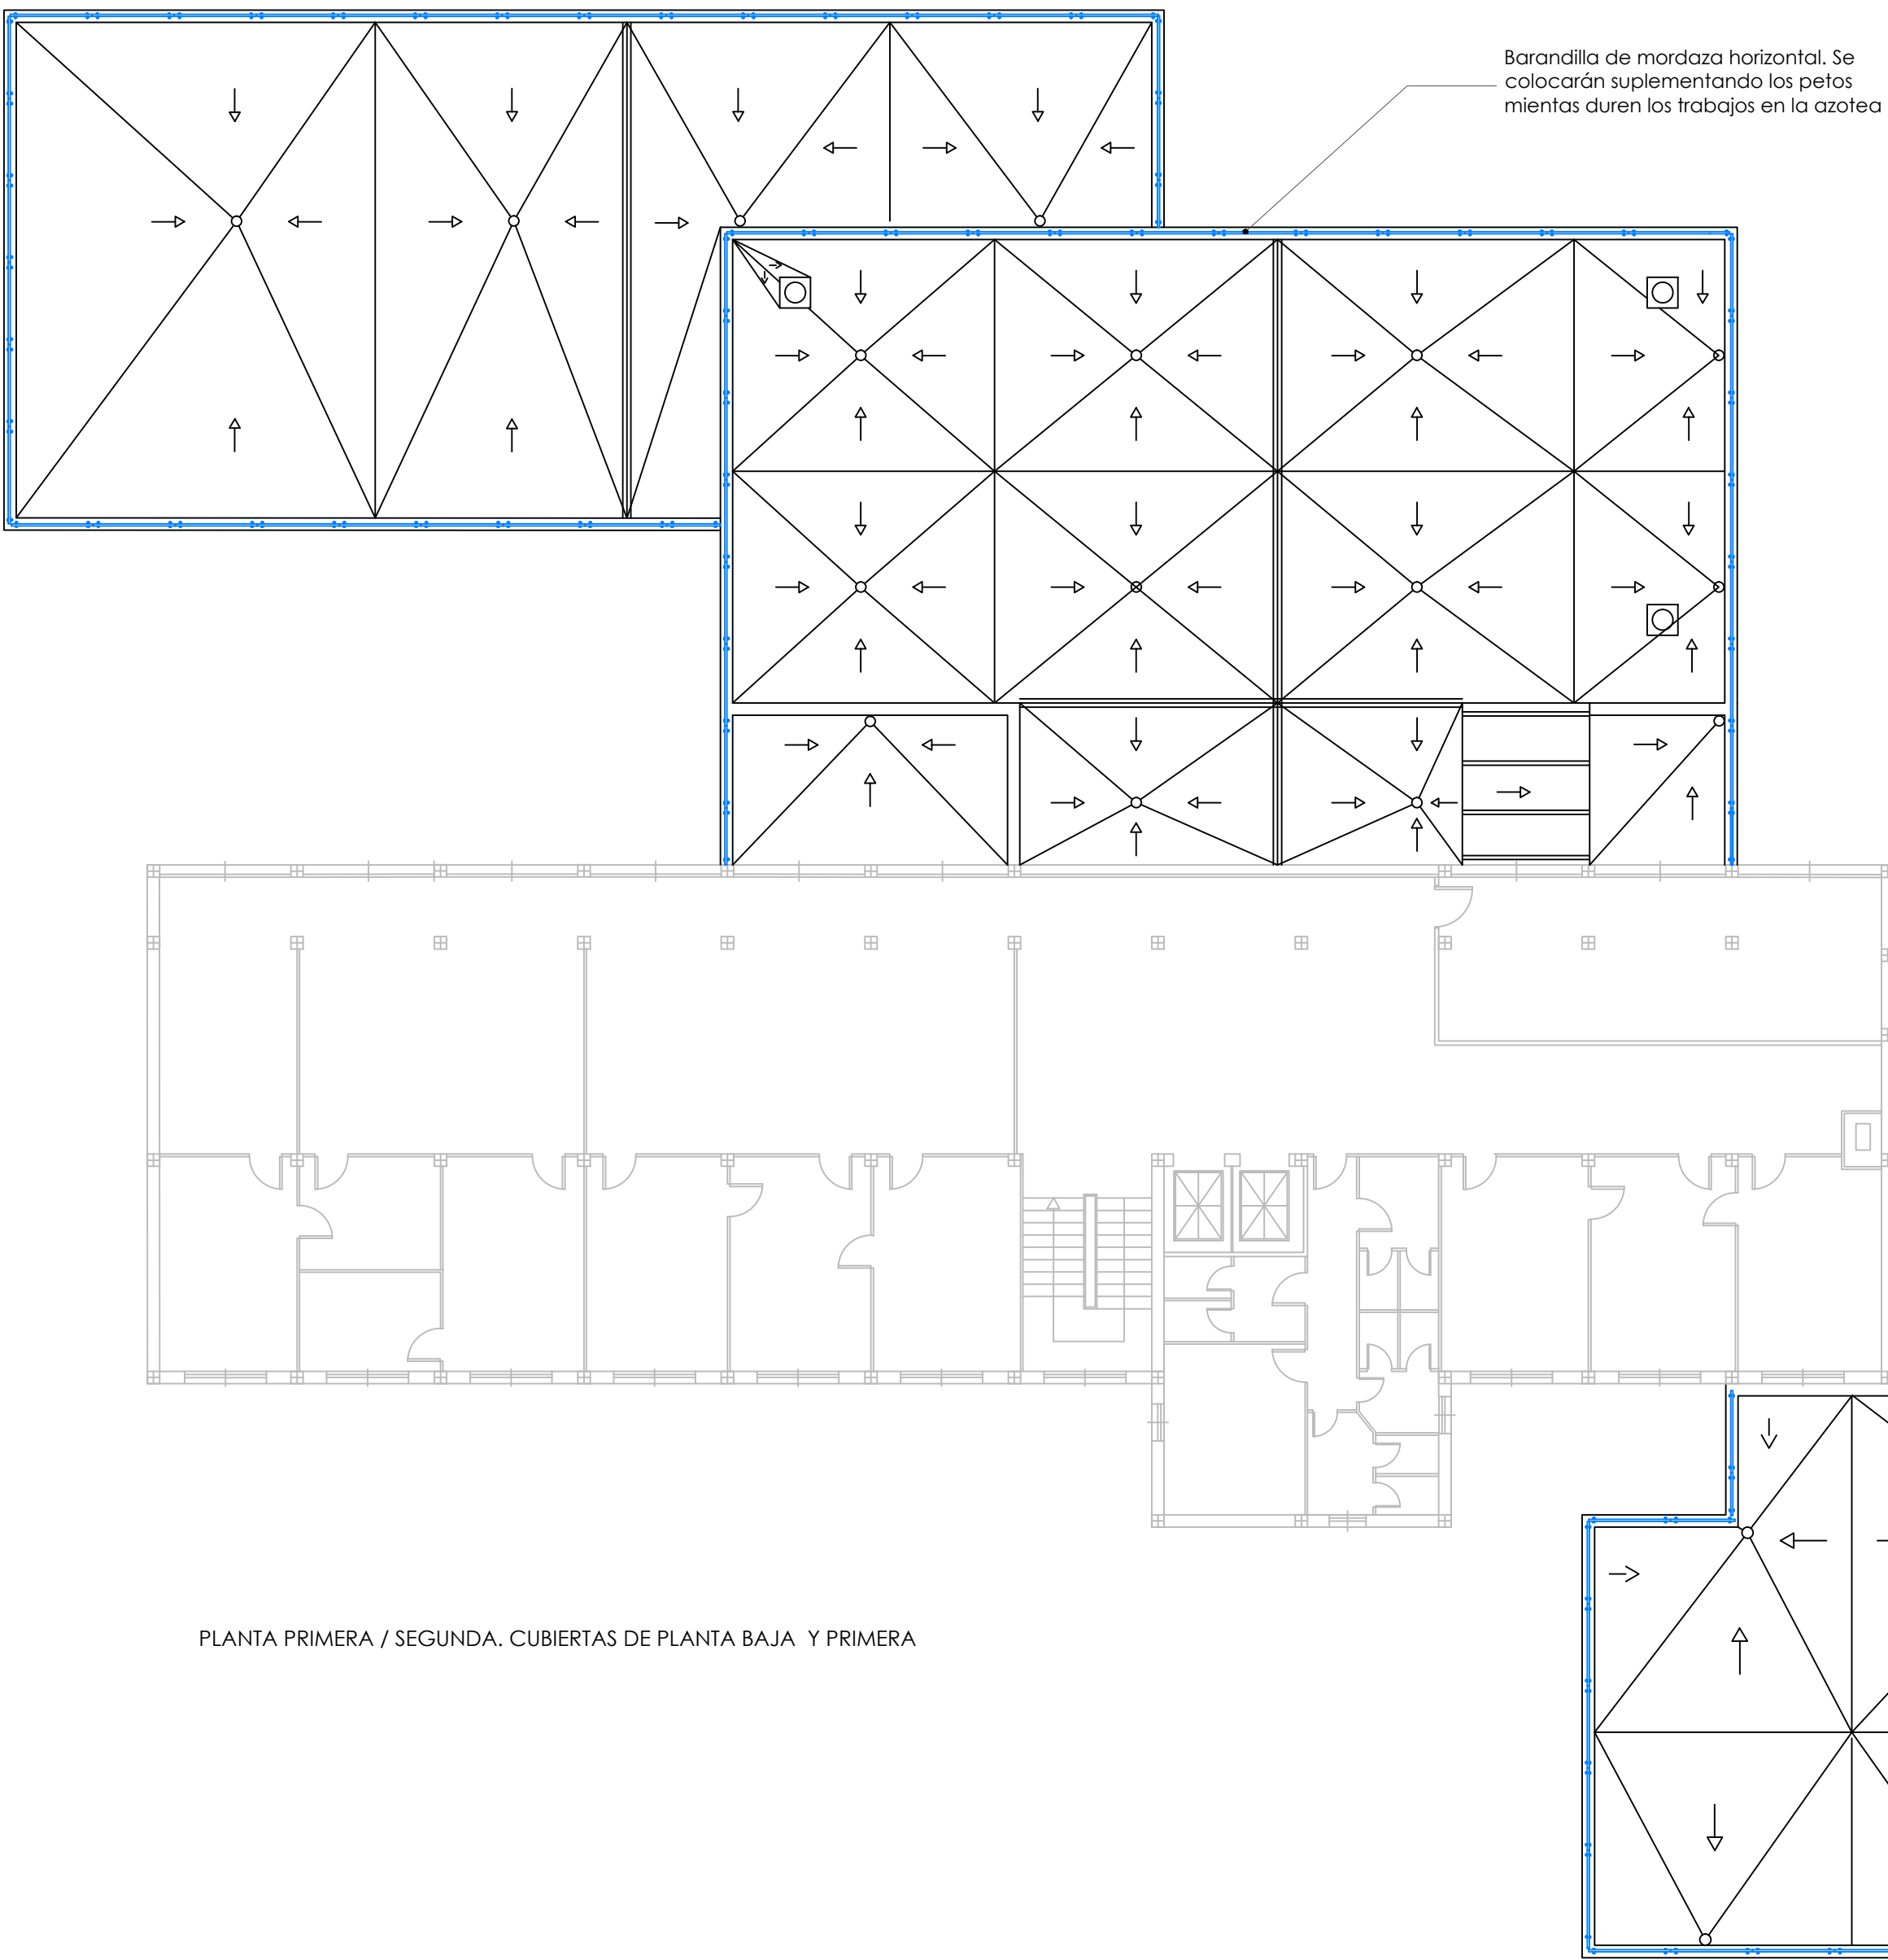 Barandilla de mordaza horizontal. Se
colocarán suplementando los petos
mientas duren los trabajos en la azotea
PLANTA PRIMERA / SEGUNDA. CUBIERTAS DE PLANTA BAJA Y PRIMERA